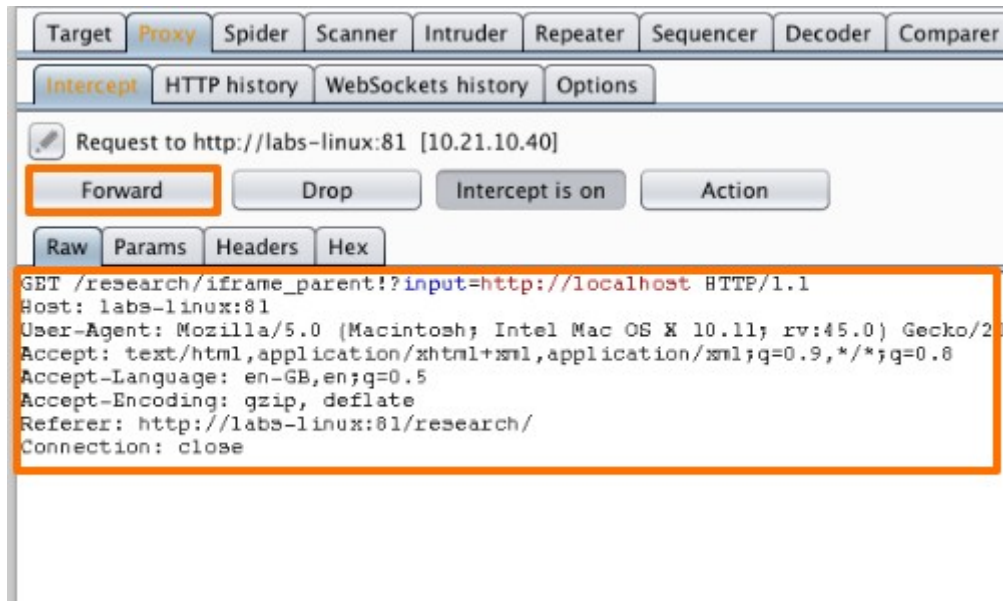 Target Proxy Spider Scanner Intruder Repeater Sequencer Decoder Comparer
Intercept HTTP history WebSockets history Options
Request to http://labs-linux:81 [10.21.10.40]
Forward Drop Intercept is on Action
Raw Params Headers Hex
GET /research/iframe_parent!?input=http://localhost HTTP/1.1
Host: labs-linux:81
User-Agent: Mozilla/5.0 (Macintosh; Intel Mac OS X 10.11; rv:45.0) Gecko/2
Accept: text/html,application/xhtml+xml,application/xml;q=0.9,*/*;q=0.8
Accept-Language: en-GB,en;q=0.5
Accept-Encoding: gzip, deflate
Referer: http://labs-linux:81/research/
Connection: close